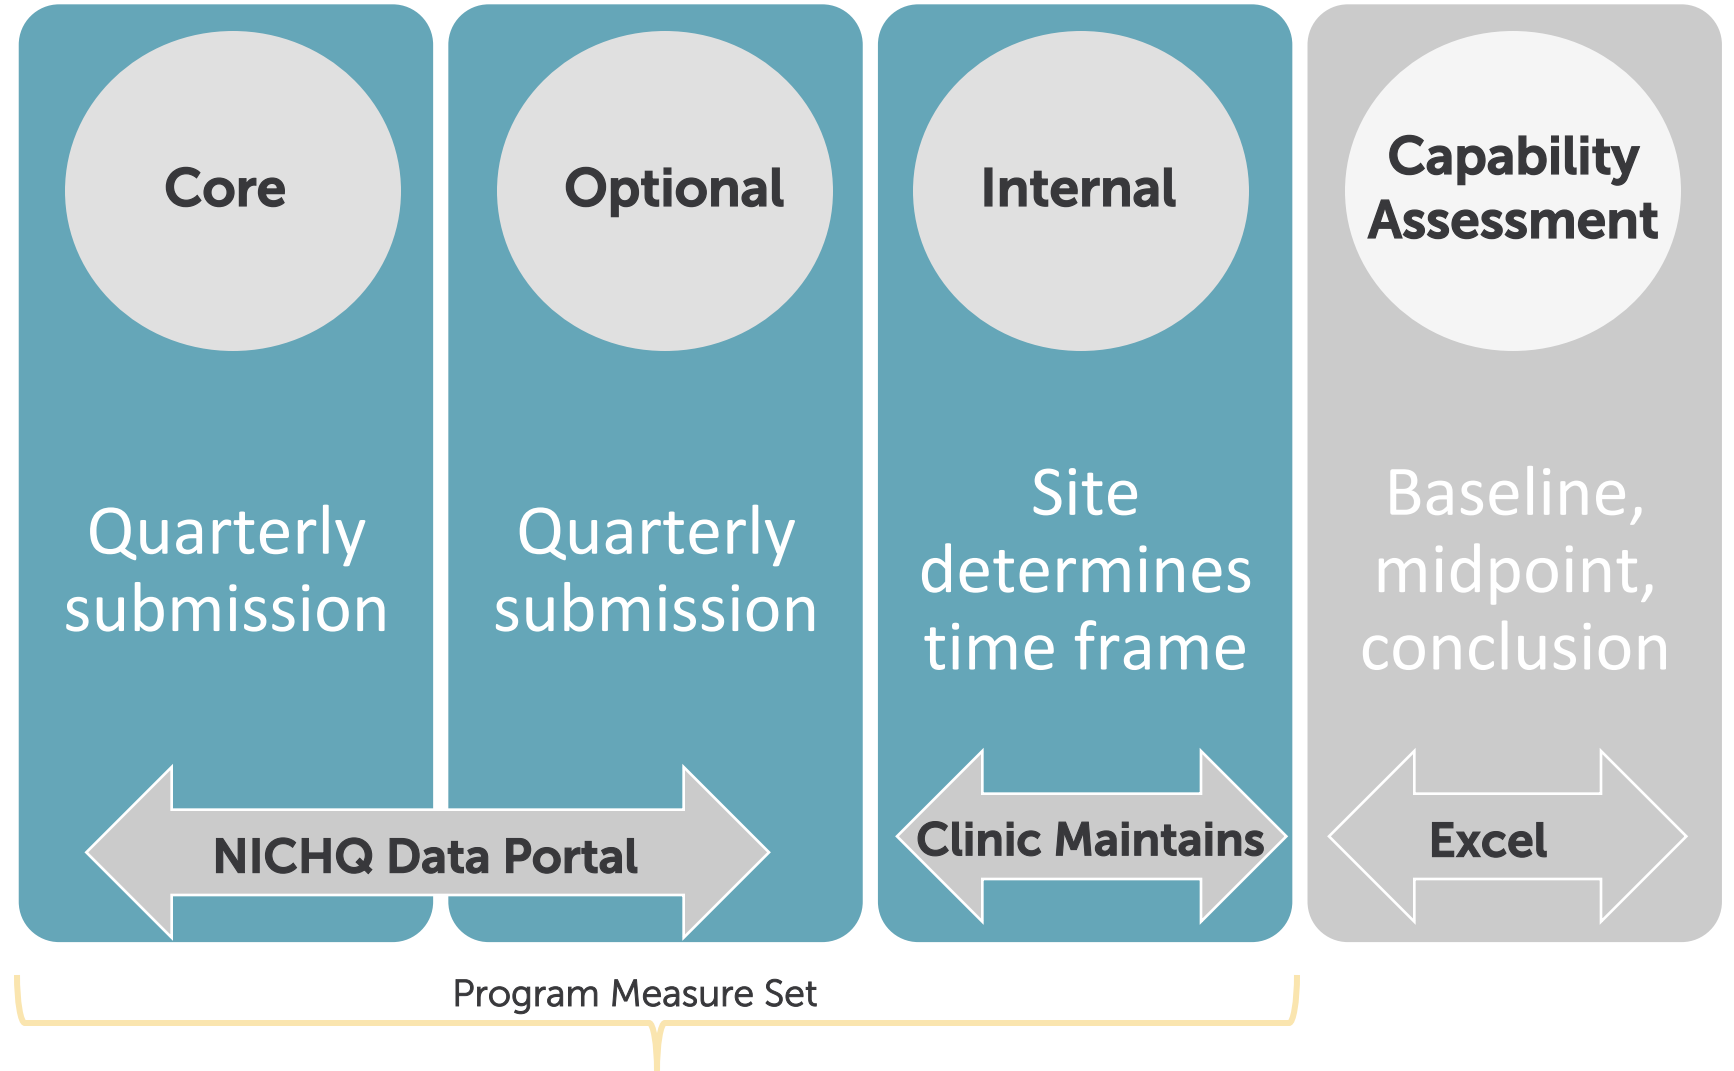 Core
Quarterly
submission
Optional
Quarterly
submission
NICHQ Data Portal
Internal
Site
determines
time frame
Clinic Maintains
Capability
Assessment
Baseline,
midpoint,
conclusion
Excel
Program Measure Set